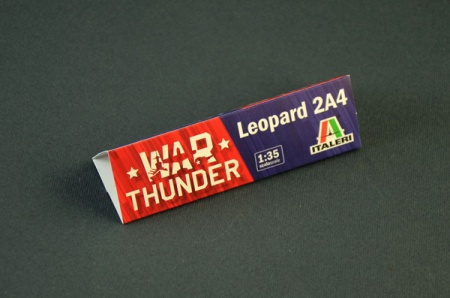 WAR
THUNDER
Leopard 2A4
1:35
ITALERI